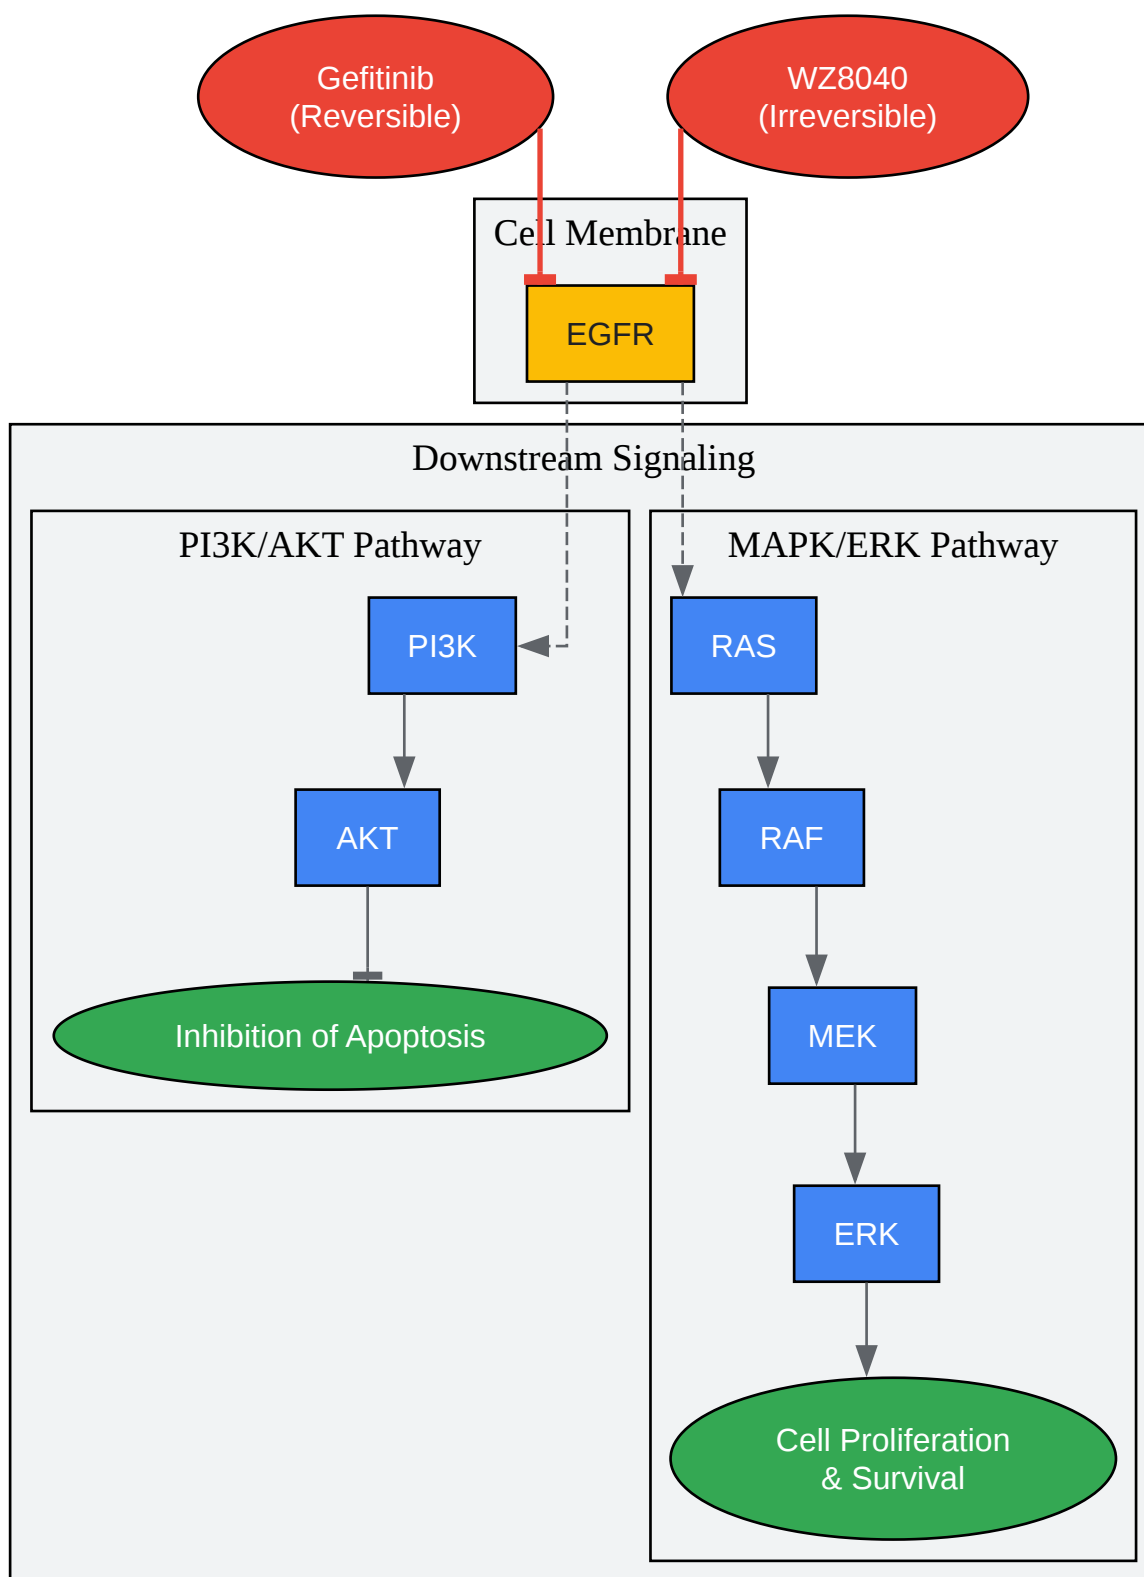 Gefitinib
(Reversible)
WZ8040
(Irreversible)
Cell Membrane
EGFR
Downstream Signaling
PI3K/AKT Pathway
MAPK/ERK Pathway
PI3K
RAS
AKT
RAF
Inhibition of Apoptosis
MEK
ERK
Cell Proliferation
& Survival